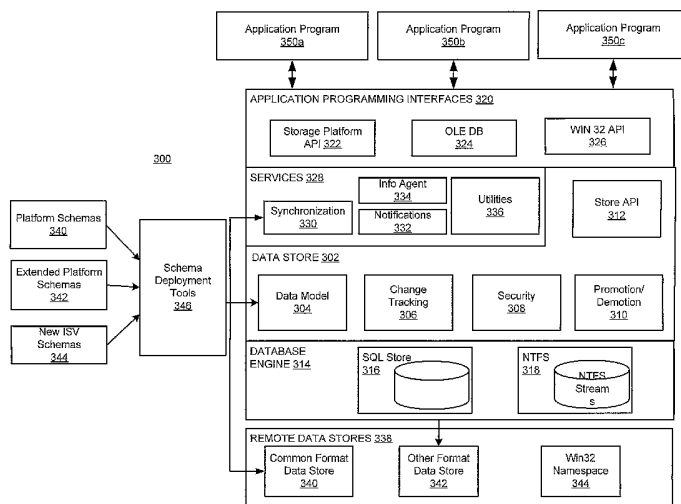 Application Program
350a
Application Program
350b
Application Program
350c
APPLICATION PROGRAMMING INTERFACES 320
Storage Platform
API 322
OLE DB
324
WIN 32 API
326
300
SERVICES 328
Info Agent
334
Synchronization
330
Notifications
332
Utilities
336
Store API
312
Platform Schemas
340
Extended Platform
Schemas
342
New ISV
Schemas
344
Schema
Deployment
Tools
346
DATA STORE 302
Data Model
304
Change
Tracking
306
Security
308
Promotion/
Demotion
310
DATABASE
ENGINE 314
SQL Store
316
NTFS
318
NTFS
Stream
s
REMOTE DATA STORES 338
Common Format
Data Store
340
Other Format
Data Store
342
Win32
Namespace
344